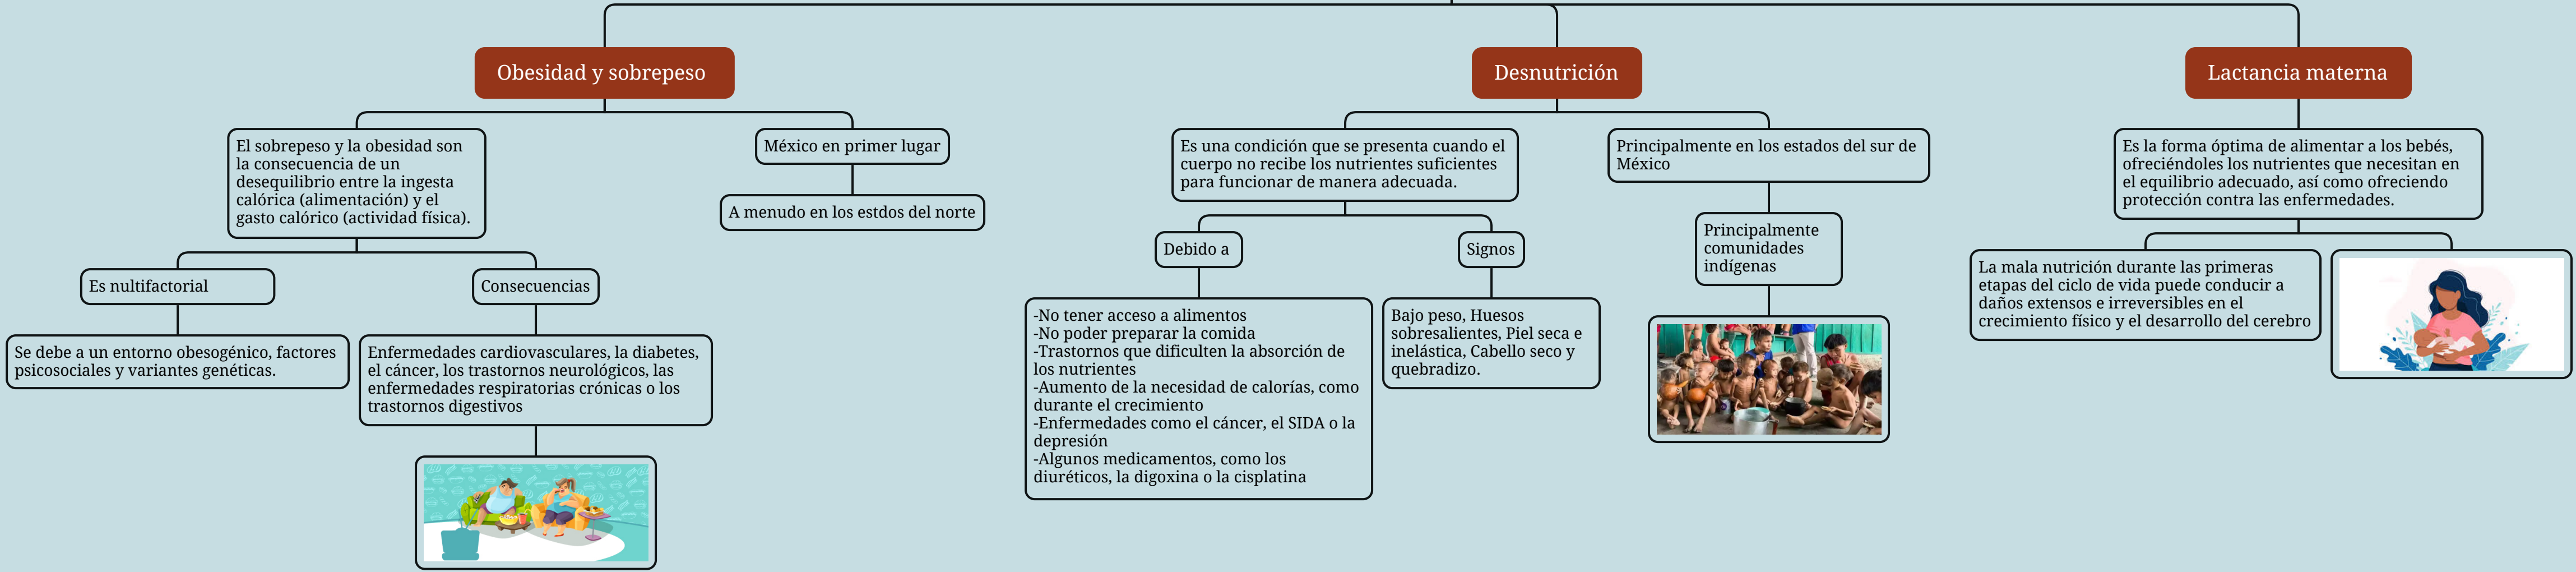 Obesidad y sobrepeso
El sobrepeso y la obesidad son
la consecuencia de un
desequilibrio entre la ingesta
calórica (alimentación) y el
gasto calórico (actividad física).
México en primer lugar
A menudo en los estdos del norte
Es nultifactorial
Consecuencias
Se debe a un entorno obesogénico, factores
psicosociales y variantes genéticas.
Enfermedades cardiovasculares, la diabetes,
el cáncer, los trastornos neurológicos, las
enfermedades respiratorias crónicas o los
trastornos digestivos
Desnutrición
Es una condición que se presenta cuando el
cuerpo no recibe los nutrientes suficientes
para funcionar de manera adecuada.
Principalmente en los estados del sur de
México
Debido a
Signos
Principalmente
comunidades
indígenas
-No tener acceso a alimentos
-No poder preparar la comida
-Trastornos que dificulten la absorción de
los nutrientes
-Aumento de la necesidad de calorías, como
durante el crecimiento
-Enfermedades como el cáncer, el SIDA o la
depresión
-Algunos medicamentos, como los
diuréticos, la digoxina o la cisplatina
Bajo peso, Huesos
sobresalientes, Piel seca e
inelástica, Cabello seco y
quebradizo.
Lactancia materna
Es la forma óptima de alimentar a los bebés,
ofreciéndoles los nutrientes que necesitan en
el equilibrio adecuado, así como ofreciendo
protección contra las enfermedades.
La mala nutrición durante las primeras
etapas del ciclo de vida puede conducir a
daños extensos e irreversibles en el
crecimiento físico y el desarrollo del cerebro